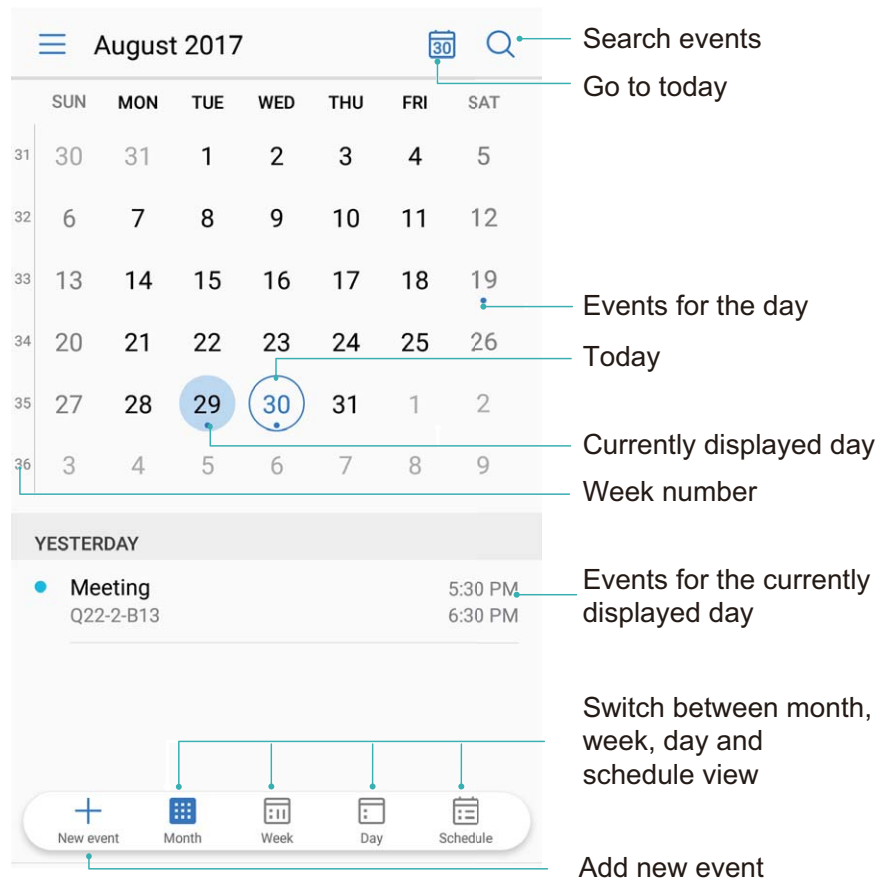 August 2017
30
Search events
Go to today
SUN MON TUE WED THU FRI SAT
31 30 31 1 2 3 4 5
32 6 7 8 9 10 11 12
33 13 14 15 16 17 18 19
Events for the day
34 20 21 22 23 24 25 26
Today
35 27 28 29 30 31 1 2
Currently displayed day
36 3 4 5 6 7 8 9
Week number
YESTERDAY
Meeting 5:30 PM
Q22-2-B13 6:30 PM
Events for the currently
displayed day
Switch between month,
week, day and
schedule view
New event Month Week Day Schedule
Add new event